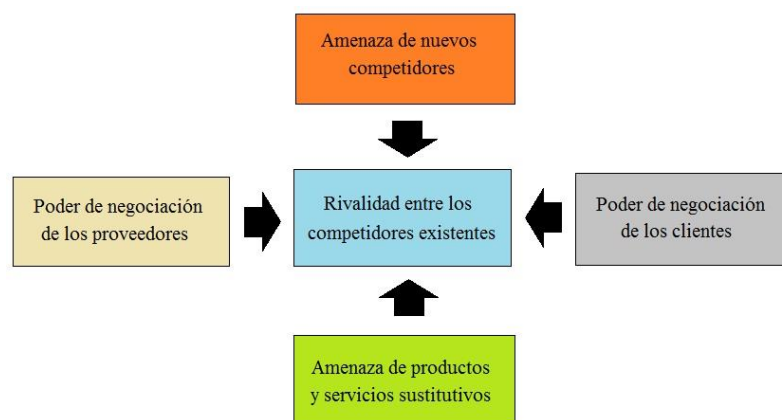 Amenaza de nuevos
competidores
Poder de negociación
de los proveedores
Rivalidad entre los
competidores existentes
Poder de negociación
de los clientes
Amenaza de productos
y servicios sustitutivos